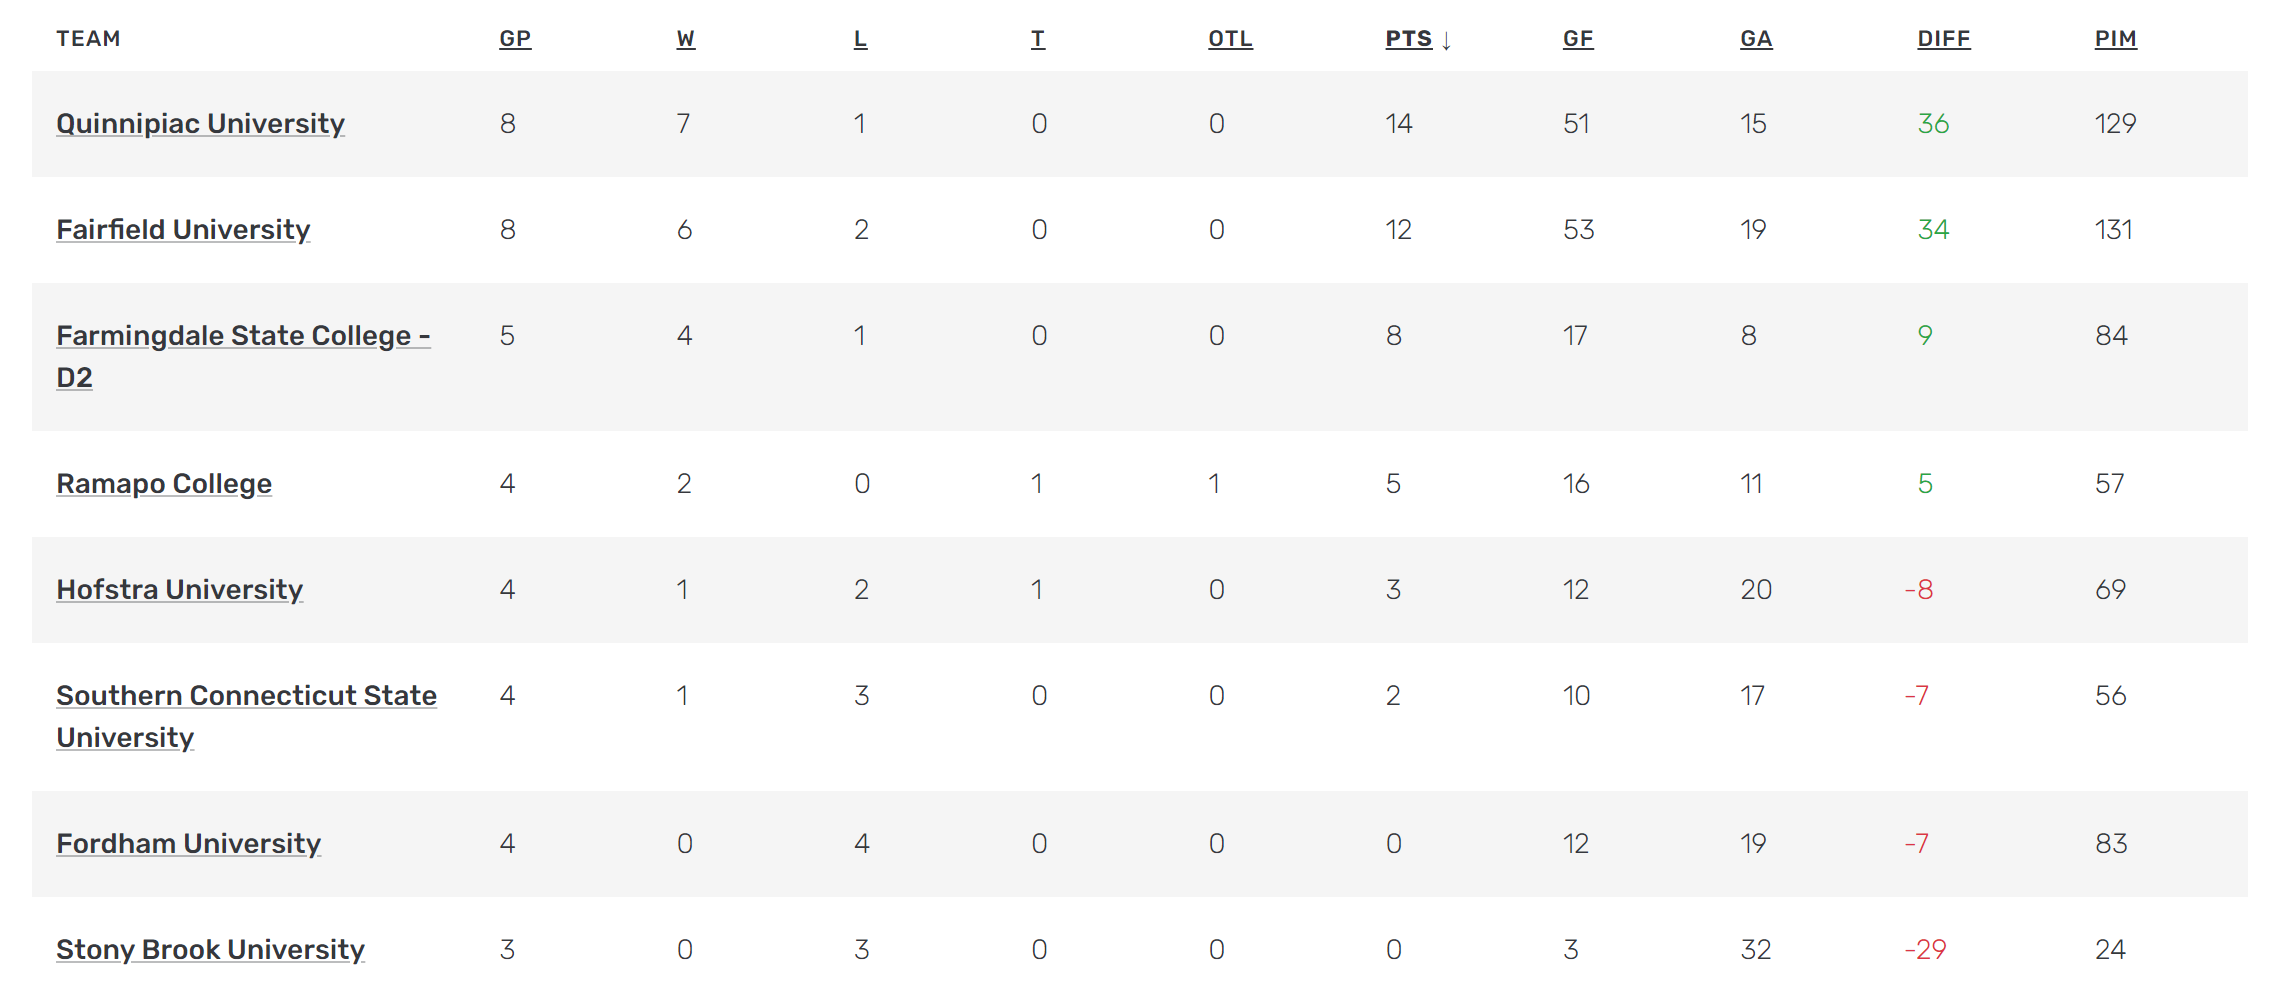 TEAM GP W L T OTL PTS ↓ GF GA DIFF PIM
Quinnipiac University 8 7 1 0 0 14 51 15 36 129
Fairfield University 8 6 2 0 0 12 53 19 34 131
Farmingdale State College - 5 4 1 0 0 8 17 8 9 84
D2
Ramapo College 4 2 0 1 1 5 16 11 5 57
Hofstra University 4 1 2 1 0 3 12 20 -8 69
Southern Connecticut State 4 1 3 0 0 2 10 17 -7 56
University
Fordham University 4 0 4 0 0 0 12 19 -7 83
Stony Brook University 3 0 3 0 0 0 3 32 -29 24